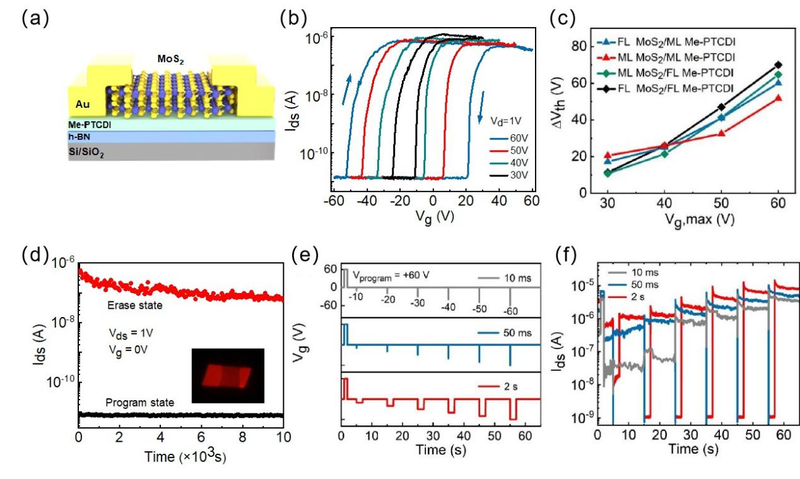 (a)
MoS2
Au
Me-PTCDI
h-BN
Si/SiO2
(b)
Ids (A)
10-6
10-8
10-10
Vd=1V
60V
50V
40V
30V
-60 -40 -20 0 20 40 60
Vg (V)
(c)
ΔVth (V)
80
60
40
20
0
FL MoS2/ML Me-PTCDI
ML MoS2/ML Me-PTCDI
ML MoS2/FL Me-PTCDI
FL MoS2/FL Me-PTCDI
30 40 50 60
Vg,max (V)
(d)
Ids (A)
10-6
10-8
10-10
Erase state
Vds = 1V
Vg = 0V
Program state
0 2 4 6 8 10
Time (×103s)
(e)
Vg (V)
60
0
-60
Vprogram = +60 V
10 ms
-10 -20 -30 -40 -50 -60
50 ms
2 s
0 10 20 30 40 50 60
Time (s)
(f)
Ids (A)
10-5
10-6
10-7
10-8
10-9
10 ms
50 ms
2 s
0 10 20 30 40 50 60
Time (s)